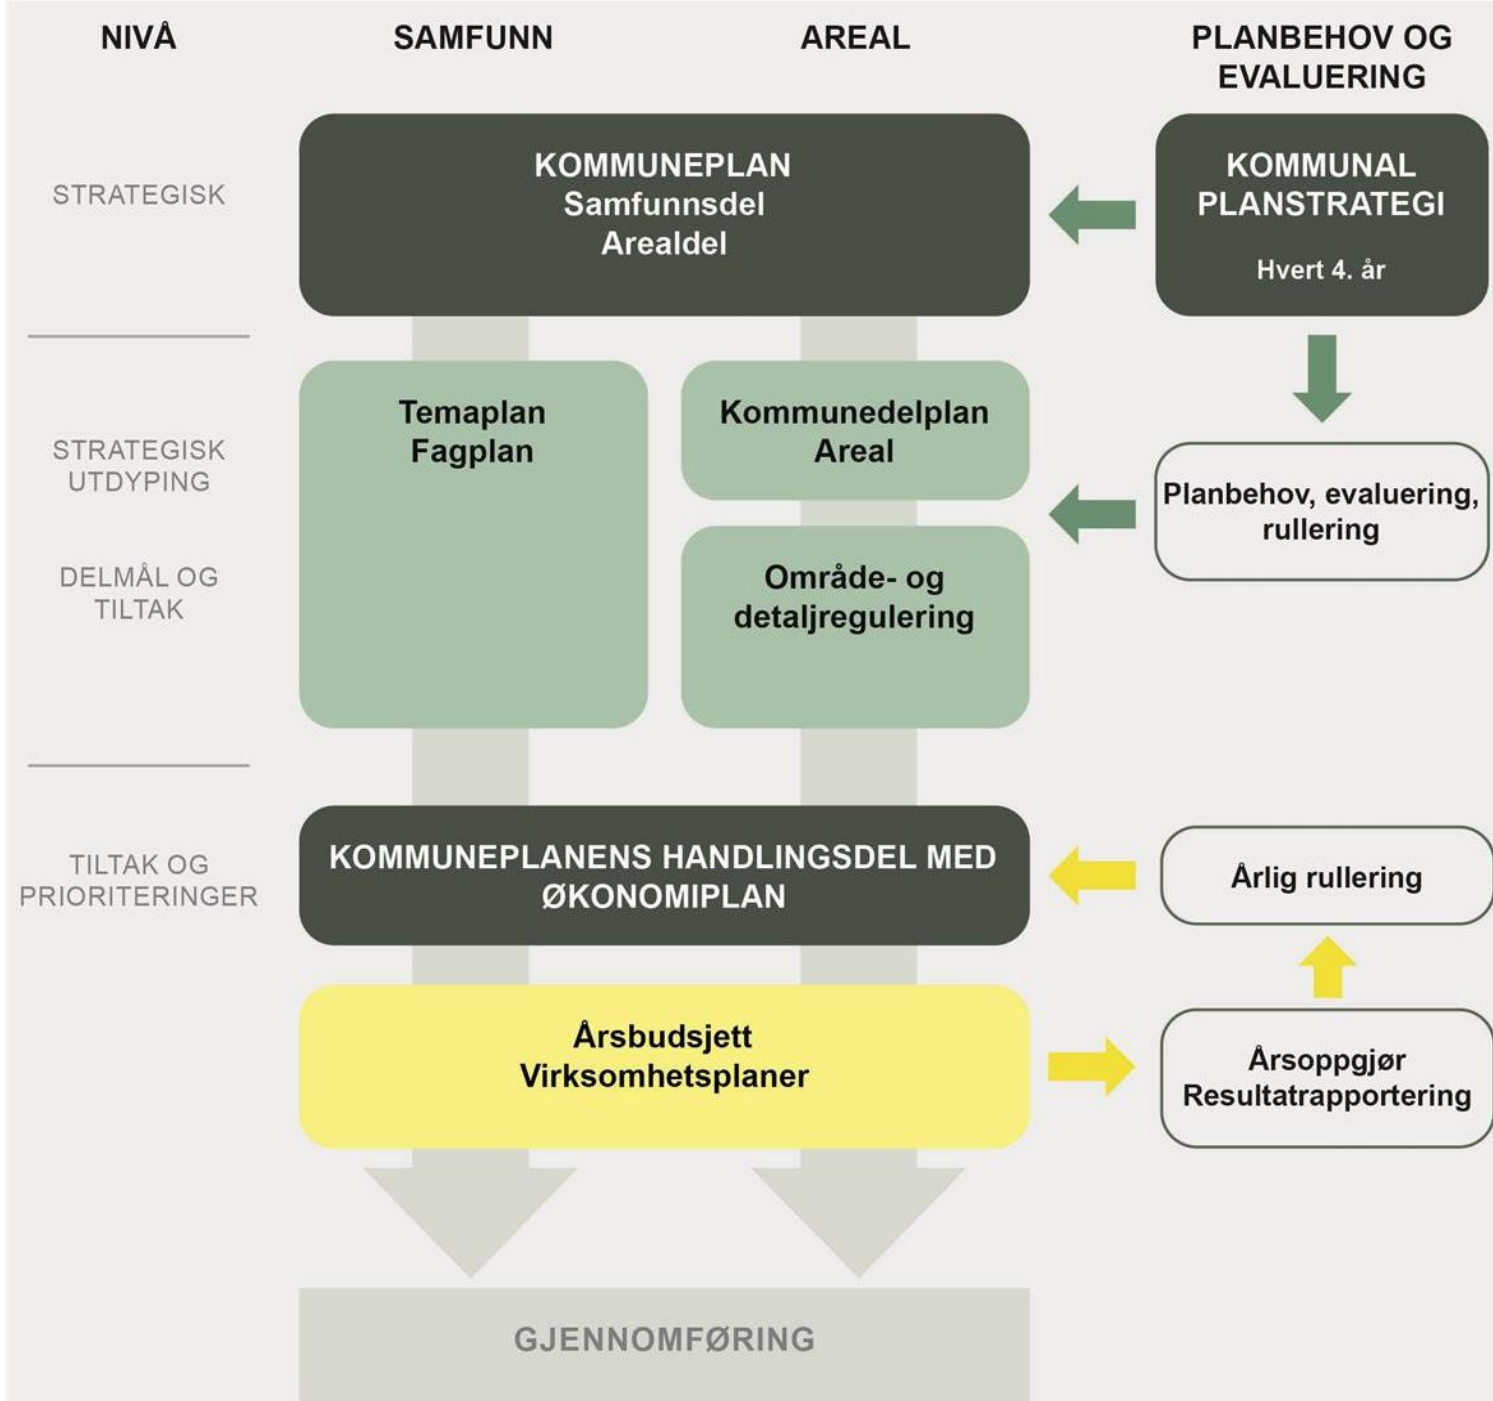 NIVÅ
SAMFUNN
AREAL
PLANBEHOV OG
EVALUERING
STRATEGISK
KOMMUNEPLAN
Samfunnsdel
Arealdel
KOMMUNAL
PLANSTRATEGI
Hvert 4. år
STRATEGISK
UTDYPING
DELMÅL OG
TILTAK
Temaplan
Fagplan
Kommunedelplan
Areal
Område- og
detaljregulering
Planbehov, evaluering,
rullering
TILTAK OG
PRIORITERINGER
KOMMUNEPLANENS HANDLINGSDEL MED
ØKONOMIPLAN
Årlig rullering
Årsbudsjett
Virksomhetsplaner
Årsoppgjør
Resultatrapportering
GJENNOMFØRING